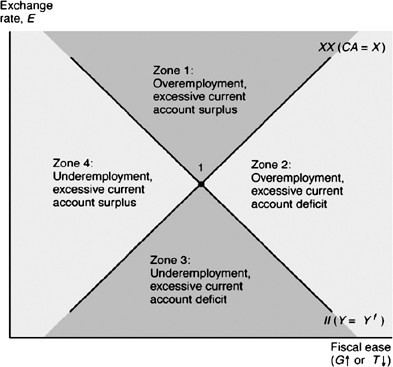 Exchange
rate, E
XX (CA = X)
Zone 1:
Overemployment,
excessive current
account surplus
1
Zone 4:
Underemployment,
excessive current
account surplus
Zone 2:
Overemployment,
excessive current
account deficit
Zone 3:
Underemployment,
excessive current
account deficit
II (Y = Y f)
Fiscal ease
(G↑ or T↓)